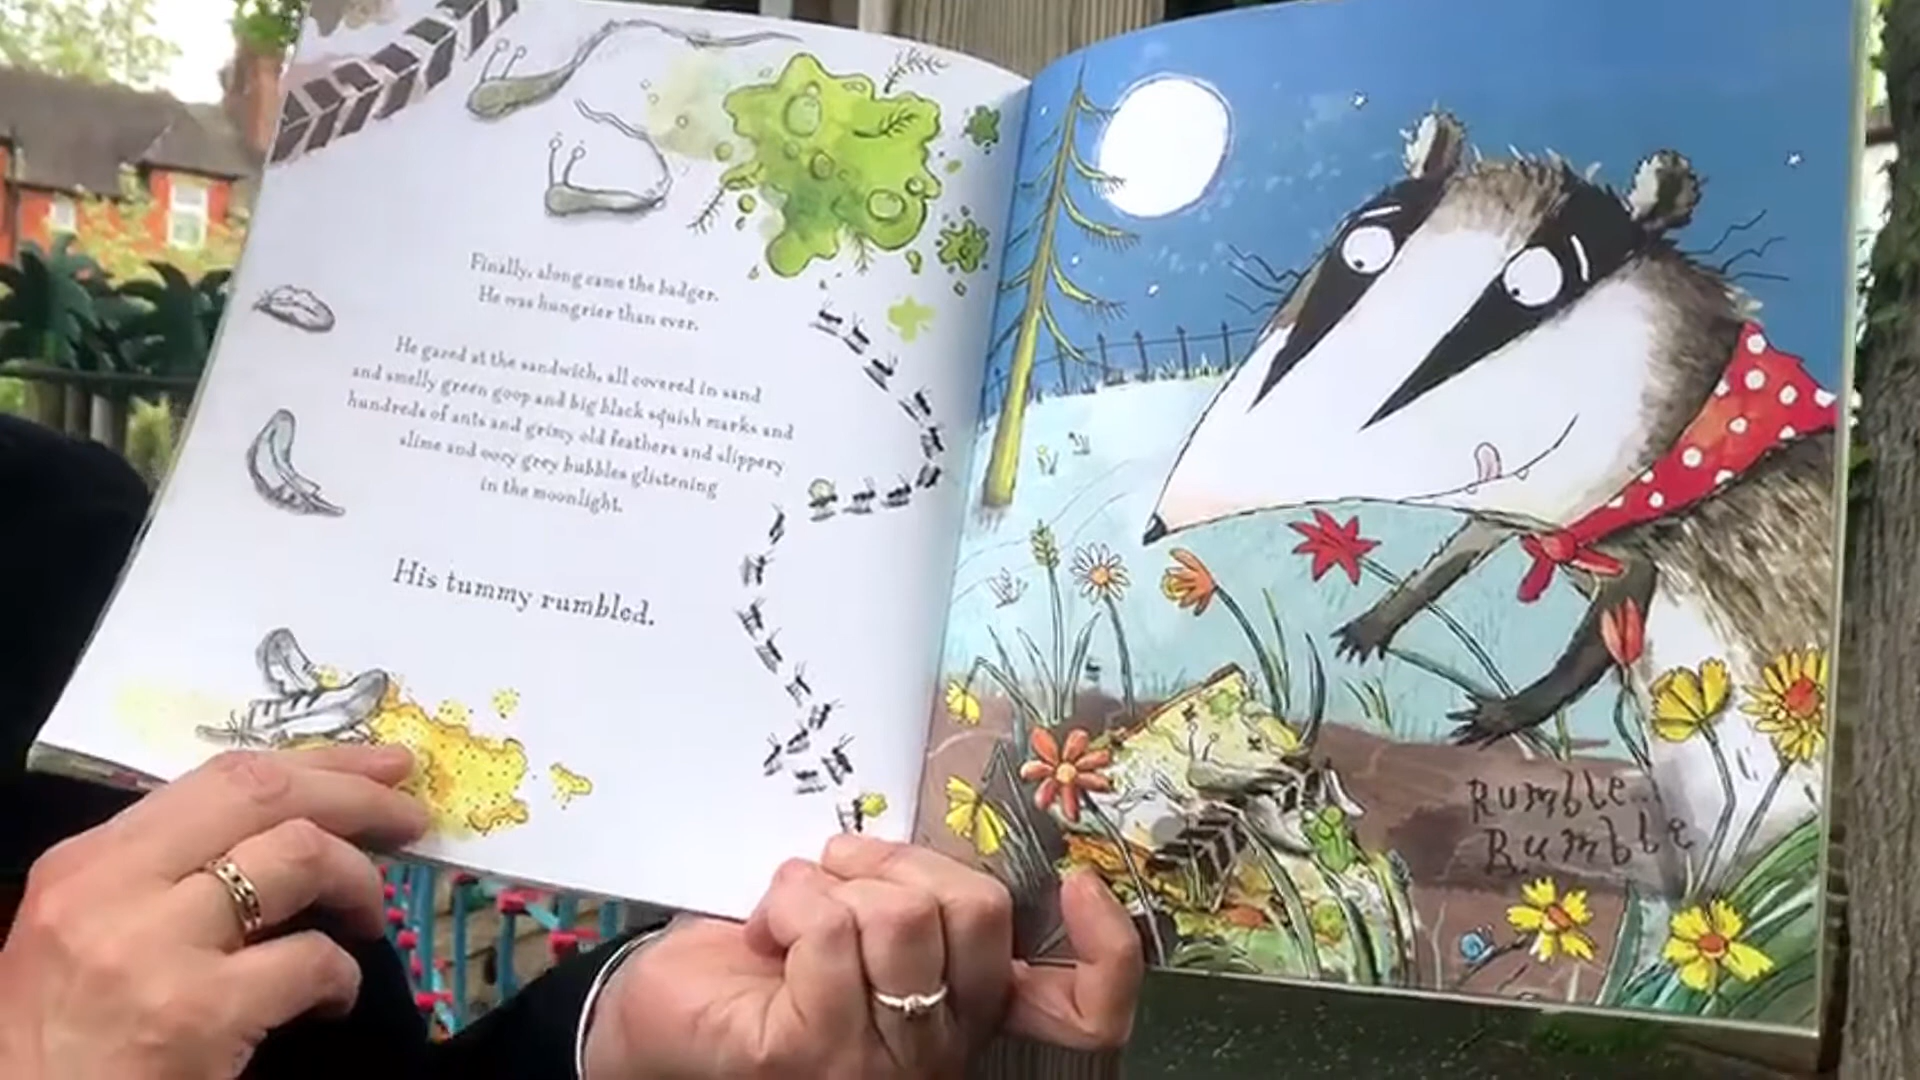 Finally, along came the badger.
He was hungrier than ever.
He gazed at the sandwich, all covered in sand
and smelly green goop and big black squish marks and
hundreds of ants and grimy old feathers and slippery
slime and oozy grey bubbles glistening
in the moonlight.
His tummy rumbled.
Rumble...
Rumble